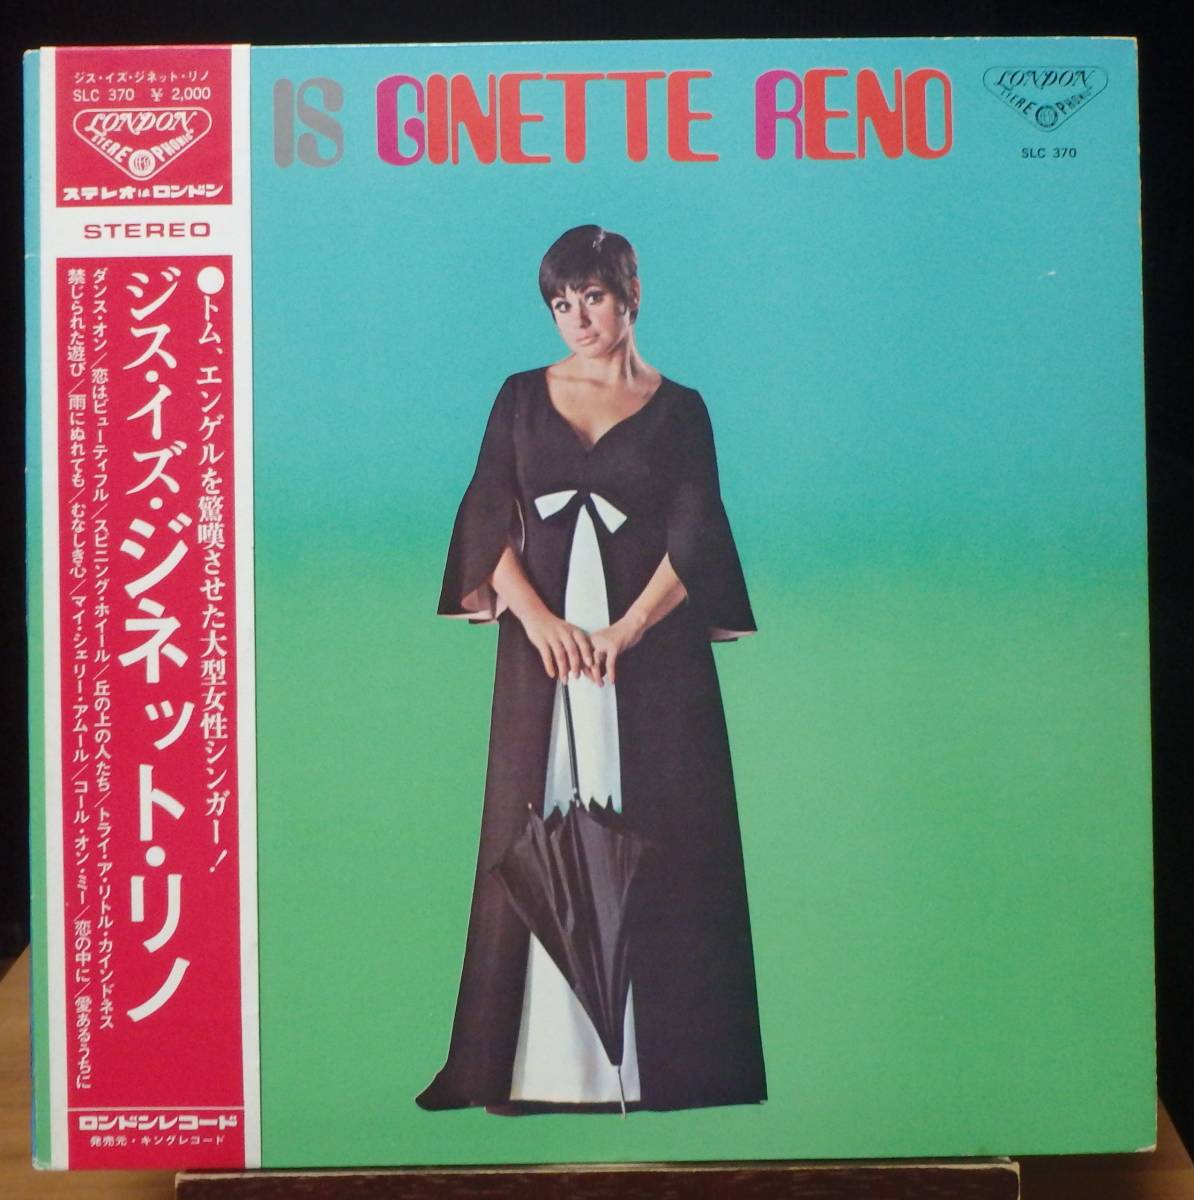 ジス・イズ・ジネット・リノ
SLC 370 ¥ 2,000
LONDON
STEREO PHONIC
ステレオはロンドン
STEREO
●トム、エンゲルを驚嘆させた大型女性シンガー!
ジス・イズ・ジネット・リノ
ダンス・オン/恋はビューティフル/スピニング・ホイール/丘の上の人たち/トライ・ア・リトル・カインドネス
禁じられた遊び/雨にぬれても/むなしき心/マイ・シェリー・アムール/コール・オン・ミー/恋の中に/愛あるうちに
ロンドンレコード
発売元・キングレコード
IS GINETTE RENO
LONDON
STEREO PHONIC
SLC 370